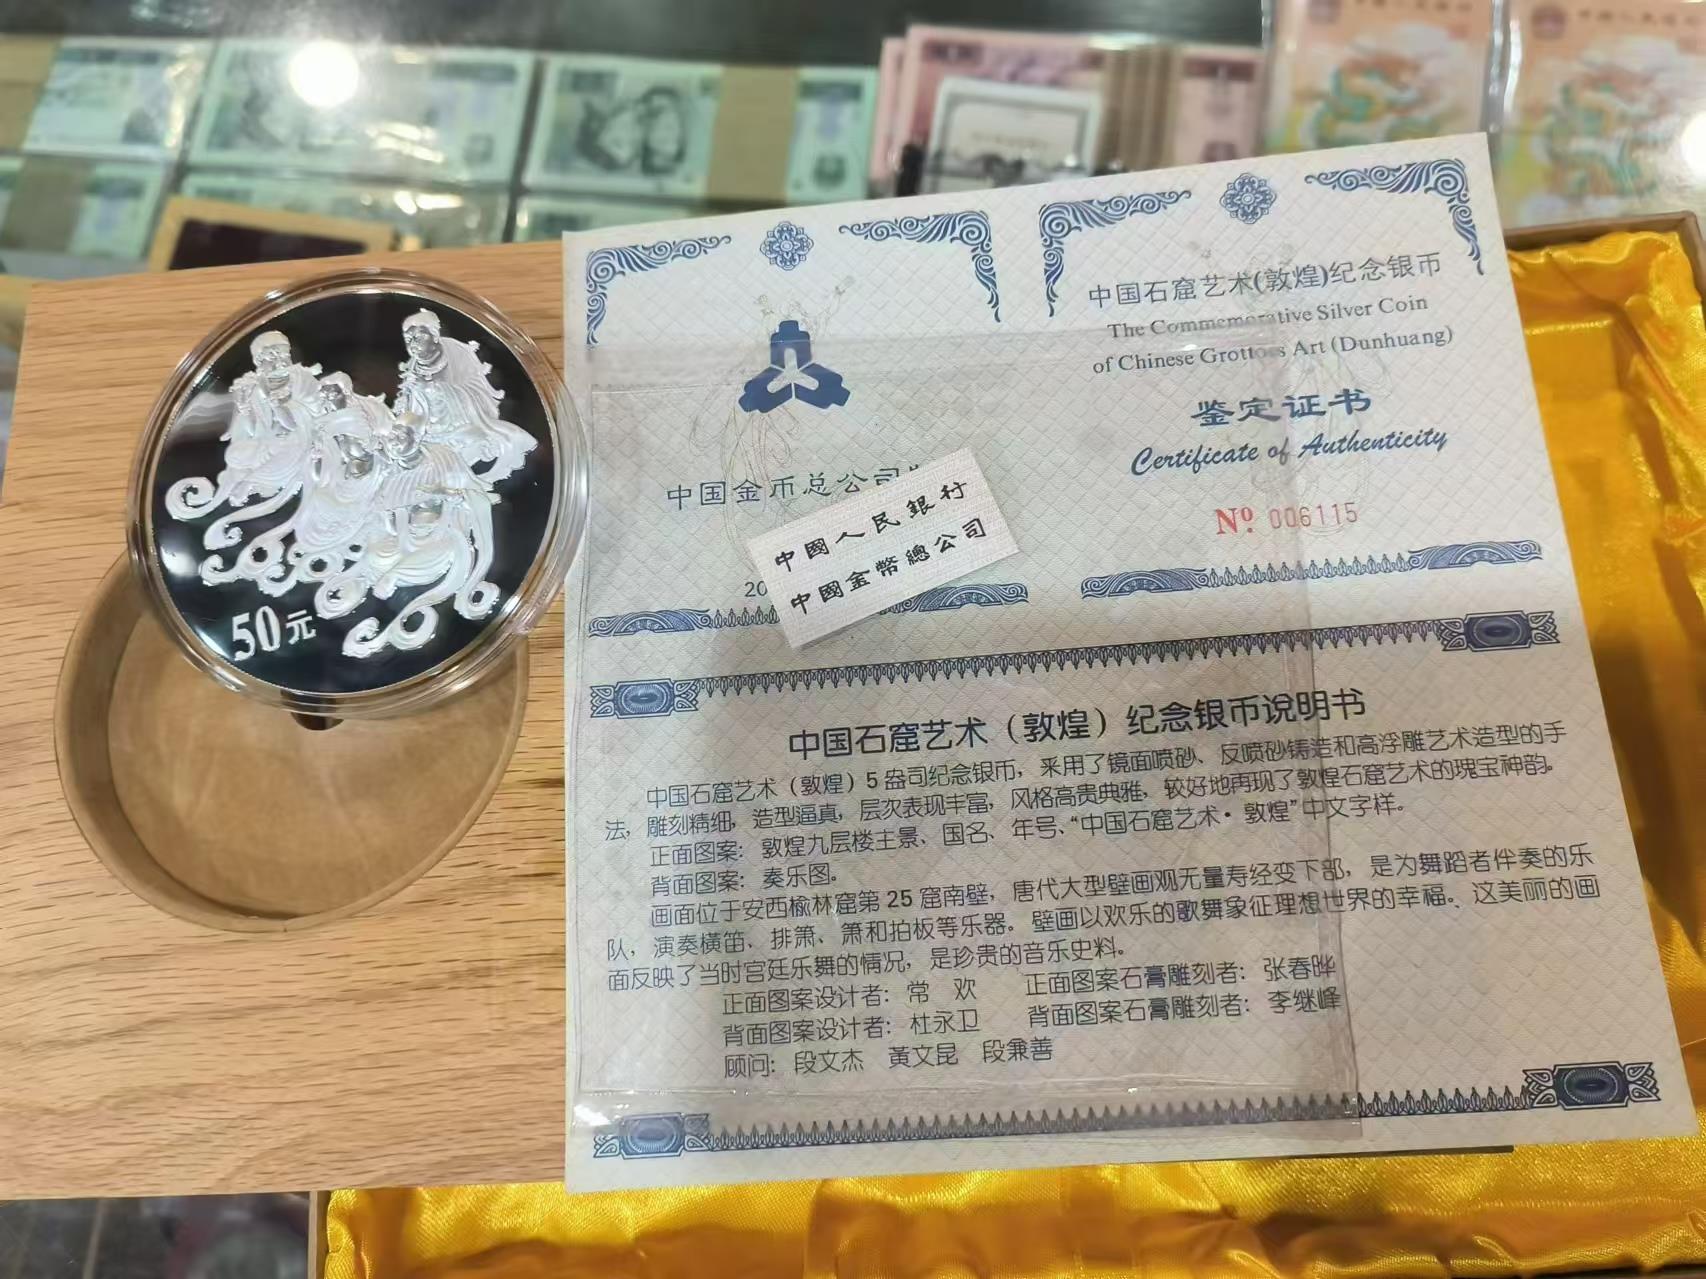 50元
中国石窟艺术(敦煌)纪念银币
The Commemorative Silver Coin
of Chinese Grottoes Art (Dunhuang)
鉴定证书
Certificate of Authenticity
Nº. 006115
中国金币总公司
20
中國人民銀行
中國金幣總公司
中国石窟艺术（敦煌）纪念银币说明书
中国石窟艺术（敦煌）5盎司纪念银币，采用了镜面喷砂、反喷砂铸造和高浮雕艺术造型的手
法，雕刻精细，造型逼真，层次表现丰富，风格高贵典雅，较好地再现了敦煌石窟艺术的瑰宝神韵。
正面图案：敦煌九层楼主景、国名、年号、“中国石窟艺术·敦煌”中文字样。
背面图案：奏乐图。
画面位于安西榆林窟第25窟南壁，唐代大型壁画观无量寿经变下部，是为舞蹈者伴奏的乐
队，演奏横笛、排箫、箫和拍板等乐器。壁画以欢乐的歌舞象征理想世界的幸福。这美丽的画
面反映了当时宫廷乐舞的情况，是珍贵的音乐史料。
正面图案设计者：常 欢 正面图案石膏雕刻者：张春晔
背面图案设计者：杜永卫 背面图案石膏雕刻者：李继峰
顾问：段文杰 黄文昆 段兼善